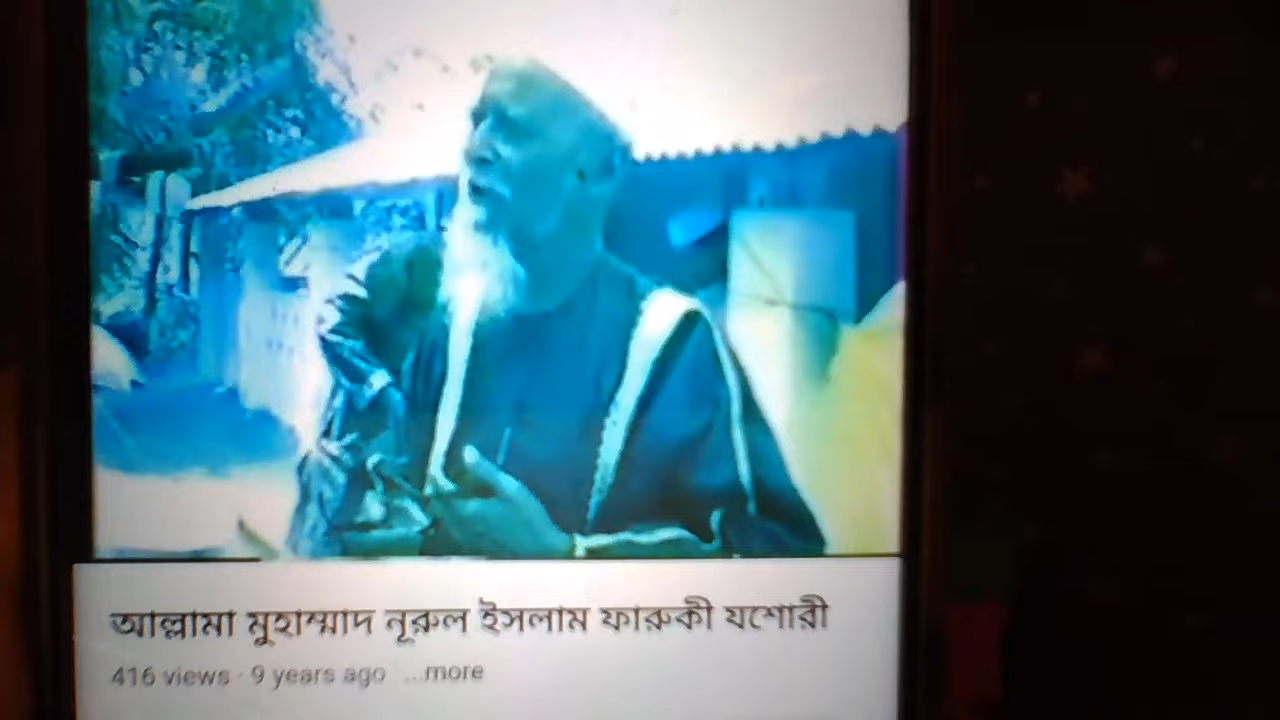 আল্লামা মুহাম্মাদ নূরুল ইসলাম ফারুকী যশোরী
416 views · 9 years ago ...more